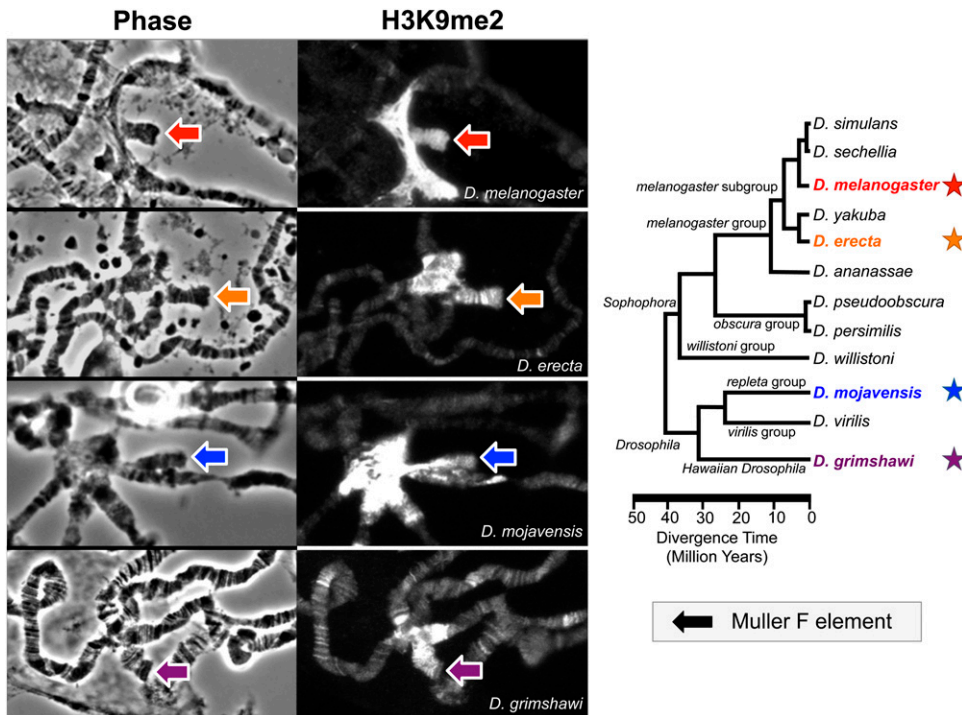 Phase
H3K9me2
D. melanogaster
D. erecta
D. mojavensis
D. grimshawi
D. simulans
D. sechellia
melanogaster subgroup
D. melanogaster
D. yakuba
melanogaster group
D. erecta
D. ananassae
Sophophora
D. pseudoobscura
obscura group
D. persimilis
willistoni group
D. willistoni
repleta group
D. mojavensis
D. virilis
Drosophila
virilis group
Hawaiian Drosophila
D. grimshawi
50 40 30 20 10 0
Divergence Time
(Million Years)
Muller F element